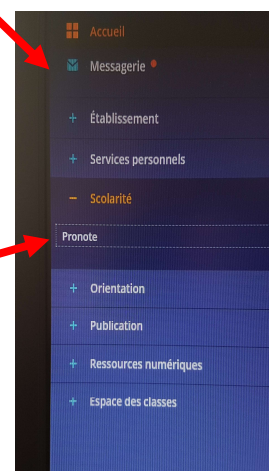 Accueil
Messagerie
Établissement
Services personnels
Scolarité
Pronote
Orientation
Publication
Ressources numériques
Espace des classes